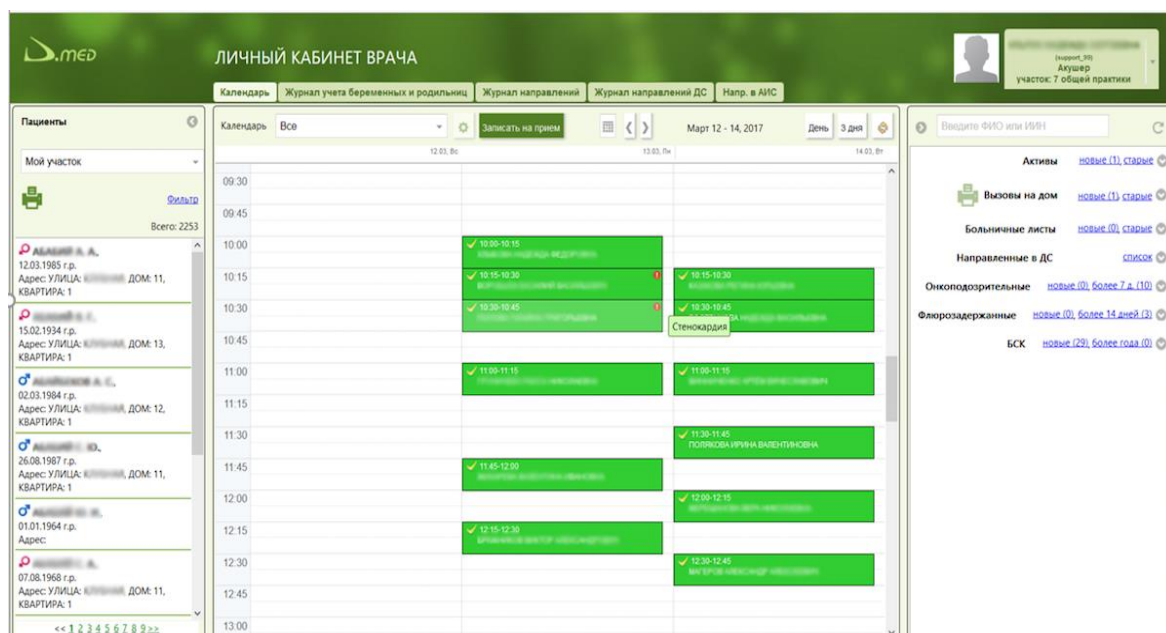 D.med
ЛИЧНЫЙ КАБИНЕТ ВРАЧА
(support_99)
Акушер
участок: 7 общей практики
Календарь
Журнал учета беременных и родильниц
Журнал направлений
Журнал направлений ДС
Напр. в АИС
Пациенты
Мой участок
Фильтр
Всего: 2253
12.03.1985 г.р.
Адрес: УЛИЦА: ДОМ: 11,
КВАРТИРА: 1
15.02.1934 г.р.
Адрес: УЛИЦА: ДОМ: 13,
КВАРТИРА: 1
02.03.1984 г.р.
Адрес: УЛИЦА: ДОМ: 12,
КВАРТИРА: 1
26.08.1987 г.р.
Адрес: УЛИЦА: ДОМ: 11,
КВАРТИРА: 1
01.01.1964 г.р.
Адрес:
07.08.1968 г.р.
Адрес: УЛИЦА: ДОМ: 11,
КВАРТИРА: 1
<< 1 2 3 4 5 6 7 8 9 >>
Календарь Все
Записать на прием
Март 12 - 14, 2017
День
3 дня
12.03, Вс 13.03, Пн 14.03, Вт
09:30
09:45
10:00
10:00-10:15
10:15
10:15-10:30
10:15-10:30
10:30
10:30-10:45
10:30-10:45
Стенокардия
10:45
11:00
11:00-11:15
11:00-11:15
11:15
11:30
11:30-11:45
ПОЛЯКОВА ИРИНА ВАЛЕНТИНОВНА
11:45
11:45-12:00
12:00
12:00-12:15
12:15
12:15-12:30
12:30
12:30-12:45
12:45
13:00
Введите ФИО или ИИН
Активы новые (1), старые
Вызовы на дом новые (1), старые
Больничные листы новые (0), старые
Направленные в ДС список
Онкоподозрительные новые (0), более 7 д. (10)
Флюрозадержанные новые (0), более 14 дней (3)
БСК новые (29), более года (0)